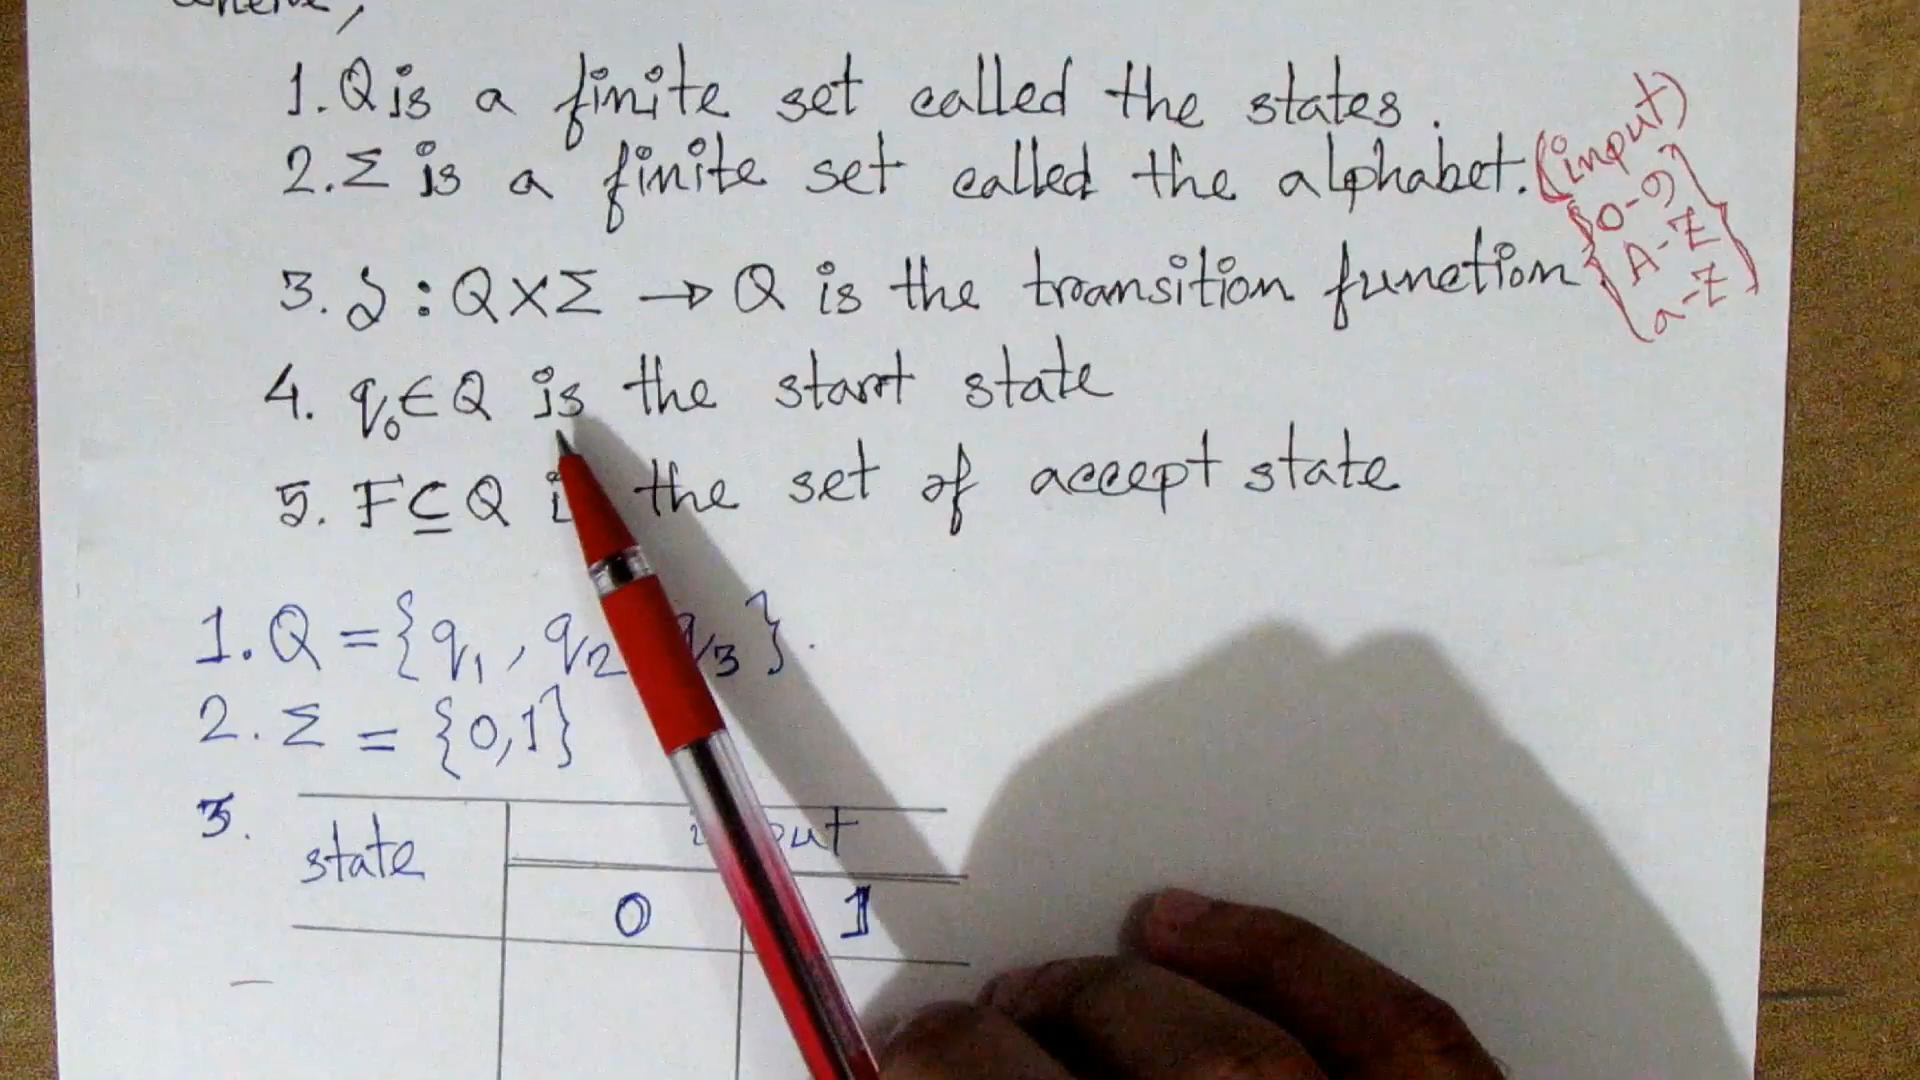 where,
1. Q is a finite set called the states.
2. Σ is a finite set called the alphabet. (input)
{0-9,
A-Z
a-z}
3. δ : Q X Σ → Q is the transition function
4. q₀ ∈ Q is the start state
5. F ⊆ Q the set of accept state
1. Q = {q₁, q₂ q₃}.
2. Σ = {0,1}
3.
state
0 1